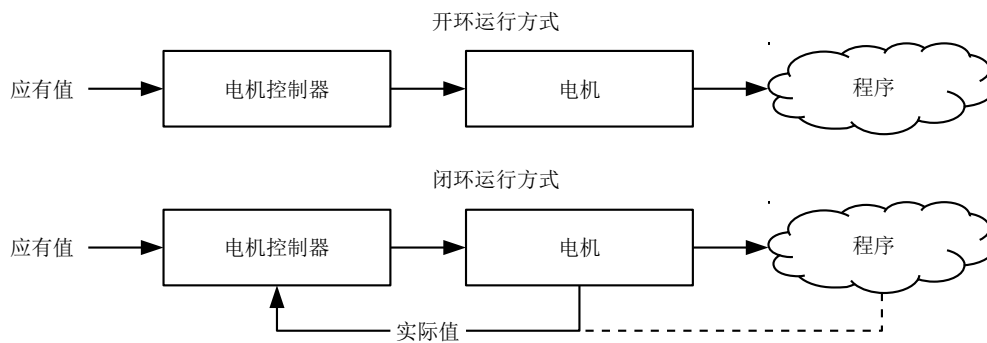 开环运行方式
应有值
电机控制器
电机
程序
闭环运行方式
应有值
电机控制器
电机
程序
实际值